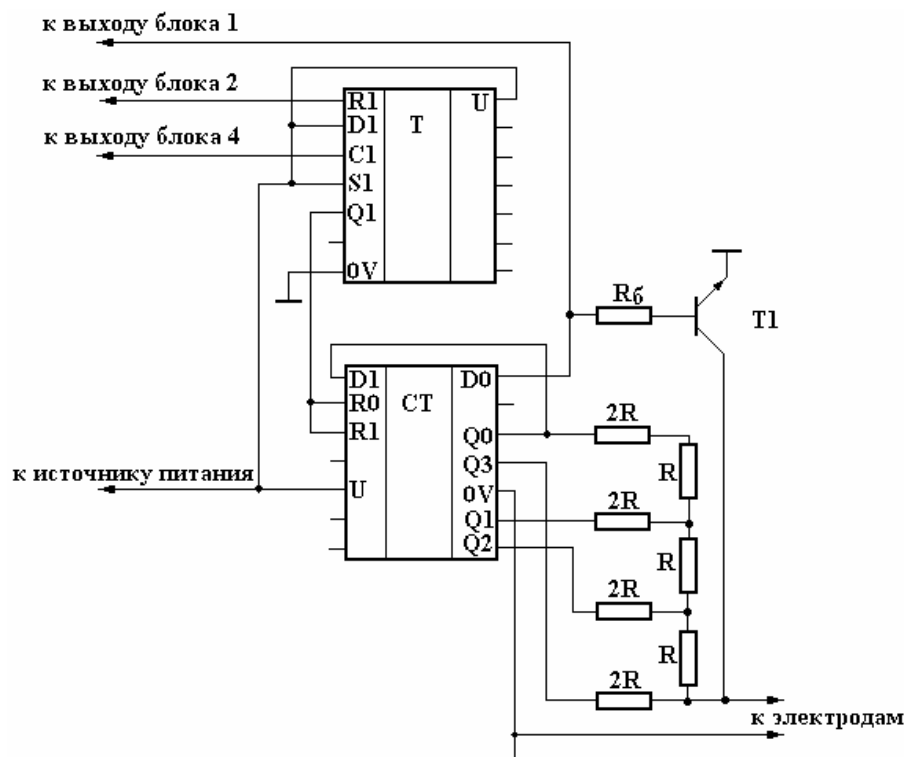 к выходу блока 1
к выходу блока 2
к выходу блока 4
R1
D1
C1
S1
Q1
0V
T
U
Rб
T1
D1
R0
R1
U
CT
D0
Q0
Q3
0V
Q1
Q2
к источнику питания
2R
R
2R
R
2R
R
2R
к электродам